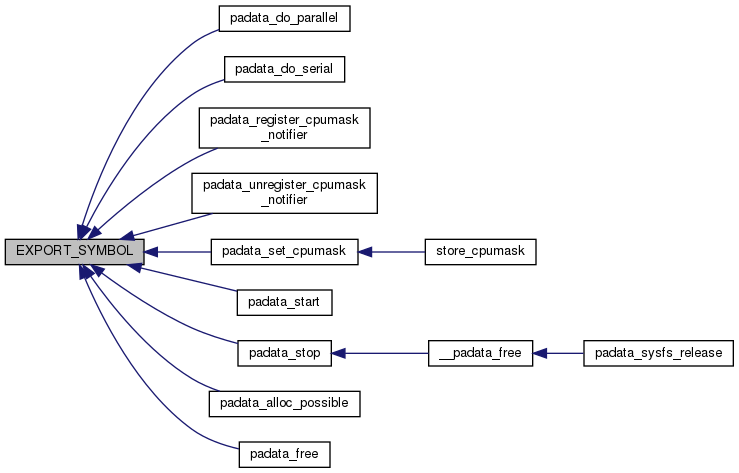 padata_do_parallel
padata_do_serial
padata_register_cpumask
_notifier
padata_unregister_cpumask
_notifier
EXPORT_SYMBOL
padata_set_cpumask
store_cpumask
padata_start
padata_stop
__padata_free
padata_sysfs_release
padata_alloc_possible
padata_free